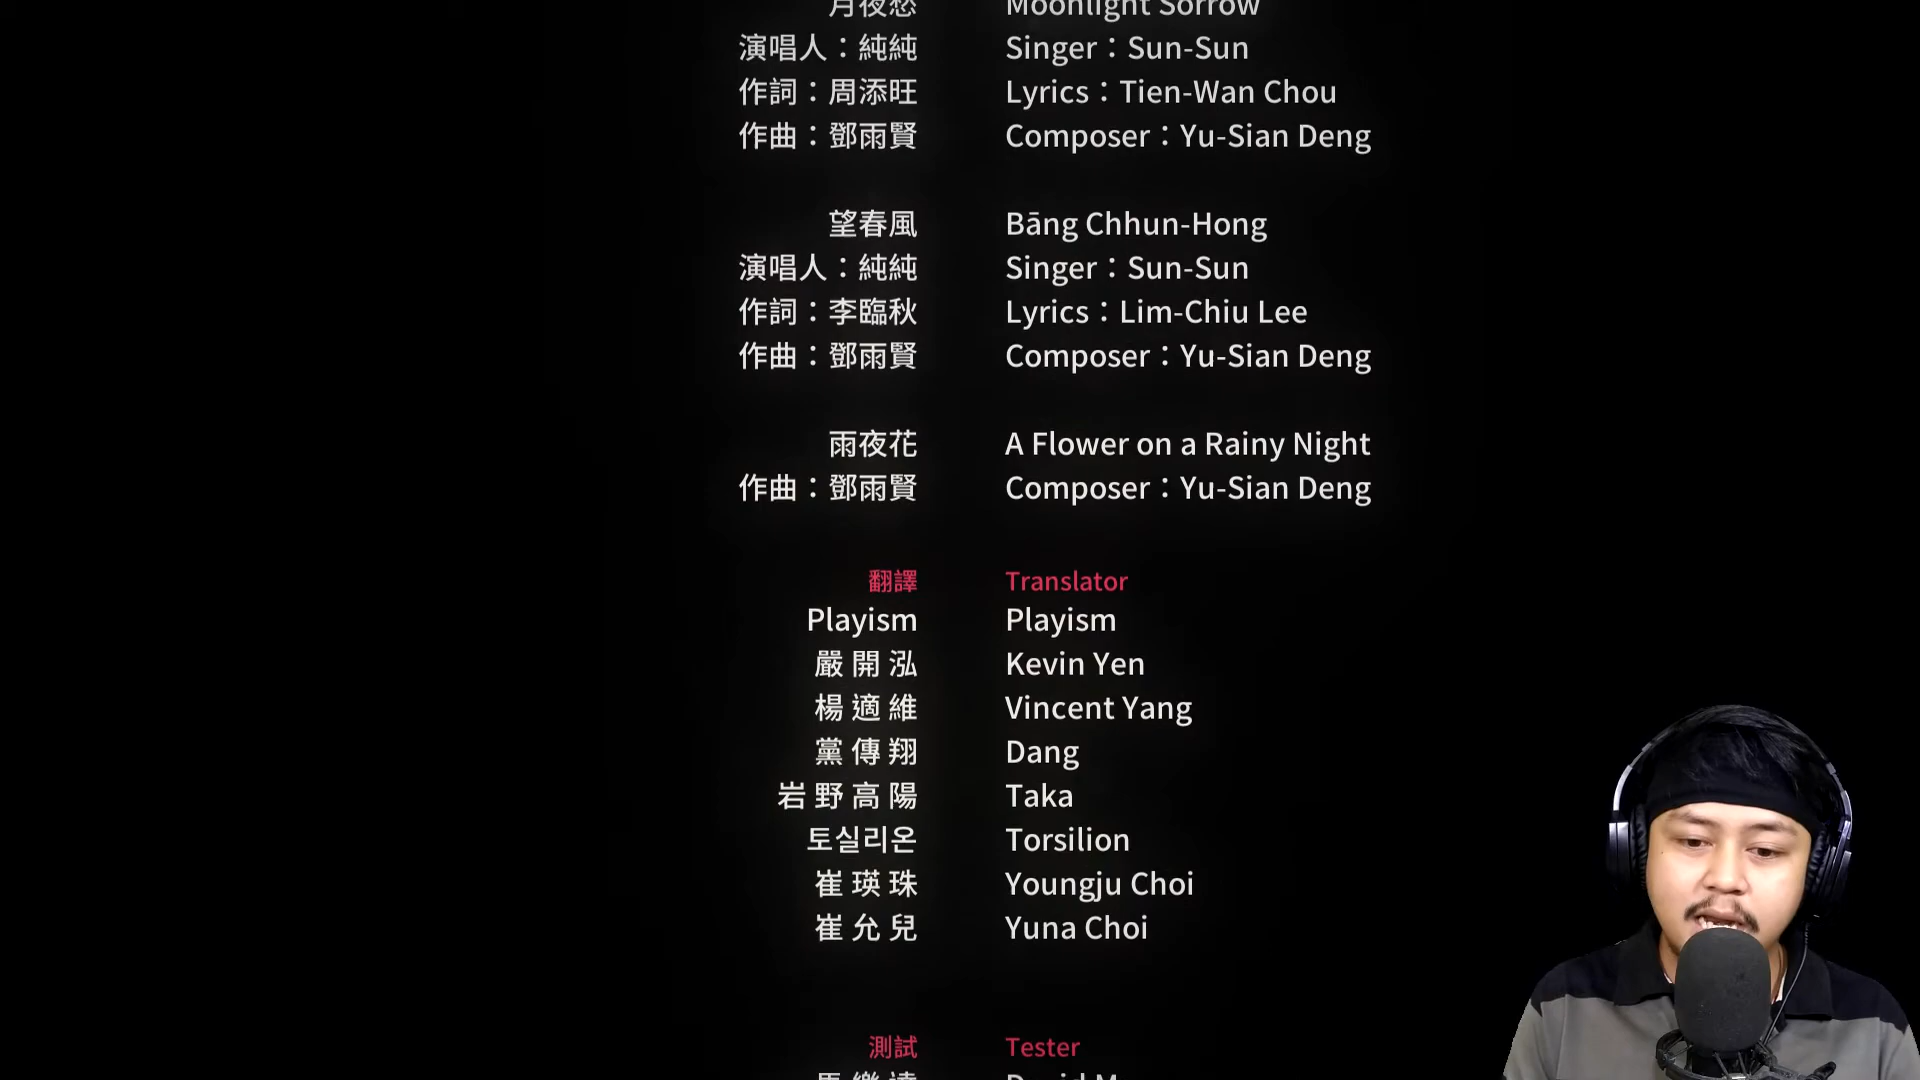 月夜愁 Moonlight Sorrow
演唱人：純純 Singer：Sun-Sun
作詞：周添旺 Lyrics：Tien-Wan Chou
作曲：鄧雨賢 Composer：Yu-Sian Deng
望春風 Bāng Chhun-Hong
演唱人：純純 Singer：Sun-Sun
作詞：李臨秋 Lyrics：Lim-Chiu Lee
作曲：鄧雨賢 Composer：Yu-Sian Deng
雨夜花 A Flower on a Rainy Night
作曲：鄧雨賢 Composer：Yu-Sian Deng
翻譯 Translator
Playism Playism
嚴開泓 Kevin Yen
楊適維 Vincent Yang
黨傳翔 Dang
岩野高陽 Taka
토실리온 Torsilion
崔瑛珠 Youngju Choi
崔允兒 Yuna Choi
測試 Tester